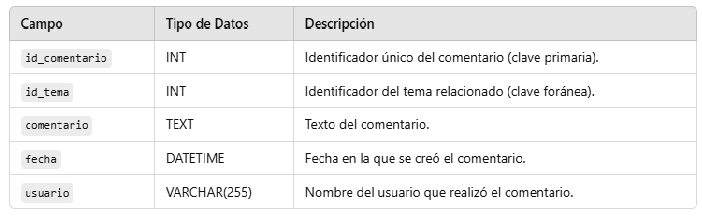 Campo Tipo de Datos Descripción
id_comentario INT Identificador único del comentario (clave primaria).
id_tema INT Identificador del tema relacionado (clave foránea).
comentario TEXT Texto del comentario.
fecha DATETIME Fecha en la que se creó el comentario.
usuario VARCHAR(255) Nombre del usuario que realizó el comentario.